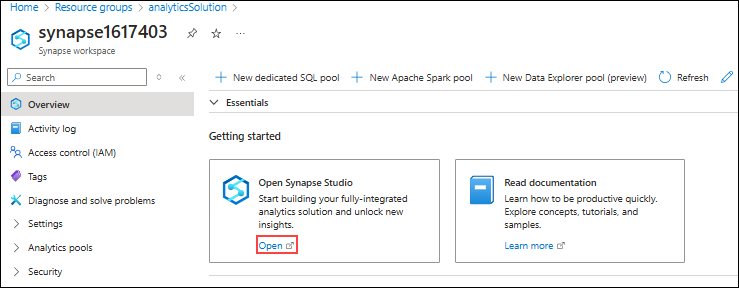 Home > Resource groups > analyticsSolution >
synapse1617403
Synapse workspace
Search
Overview
Activity log
Access control (IAM)
Tags
Diagnose and solve problems
Settings
Analytics pools
Security
New dedicated SQL pool New Apache Spark pool New Data Explorer pool (preview) Refresh
Essentials
Getting started
Open Synapse Studio
Start building your fully-integrated
analytics solution and unlock new
insights.
Open
Read documentation
Learn how to be productive quickly.
Explore concepts, tutorials, and
samples.
Learn more